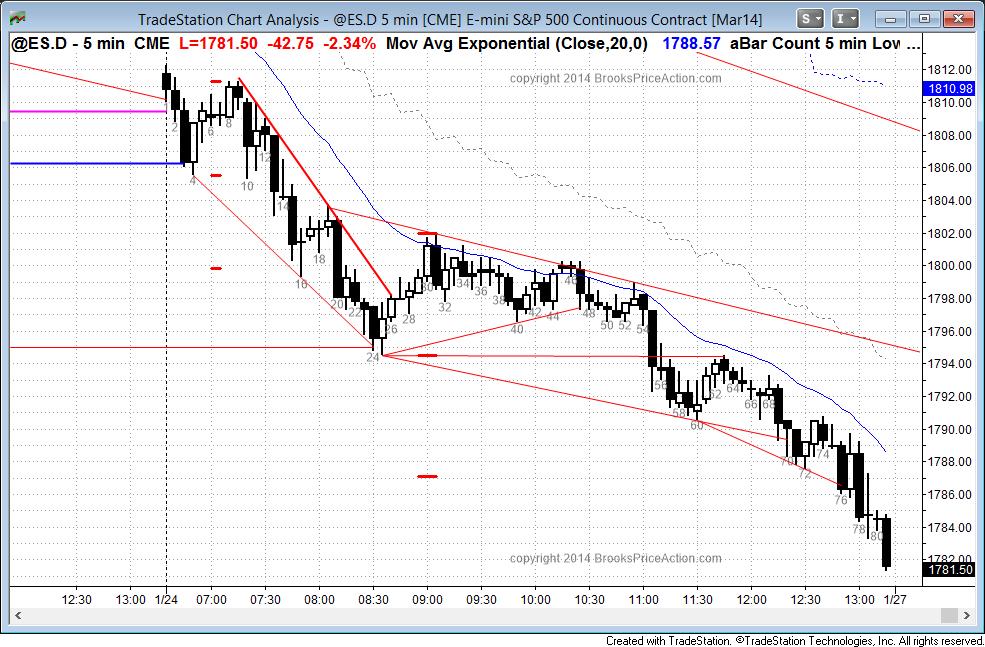 TradeStation Chart Analysis - @ES.D 5 min [CME] E-mini S&P 500 Continuous Contract [Mar14]
S I
@ES.D - 5 min CME L=1781.50 -42.75 -2.34% Mov Avg Exponential (Close,20,0) 1788.57 aBar Count 5 min Low ...
copyright 2014 BrooksPriceAction.com
1812.00
1810.98
1810.00
1808.00
1806.00
1804.00
1802.00
1800.00
1798.00
1796.00
1794.00
1792.00
1790.00
1788.00
1786.00
1784.00
1782.00
1781.50
2 4 6 8 10 12 14 16 18 20 22 24 26 28 30 32 34 36 38 40 42 44 46 48 50 52 54 56 58 60 62 64 66 68 70 72 74 76 78 80
copyright 2014 BrooksPriceAction.com
12:30 13:00 1/24 07:00 07:30 08:00 08:30 09:00 09:30 10:00 10:30 11:00 11:30 12:00 12:30 13:00 1/27
Created with TradeStation. ©TradeStation Technologies, Inc. All rights reserved.